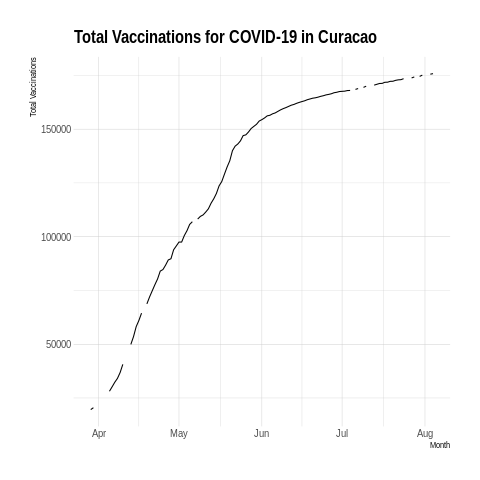 Total Vaccinations for COVID-19 in Curacao
Total Vaccinations
150000
100000
50000
Apr May Jun Jul Aug
Month